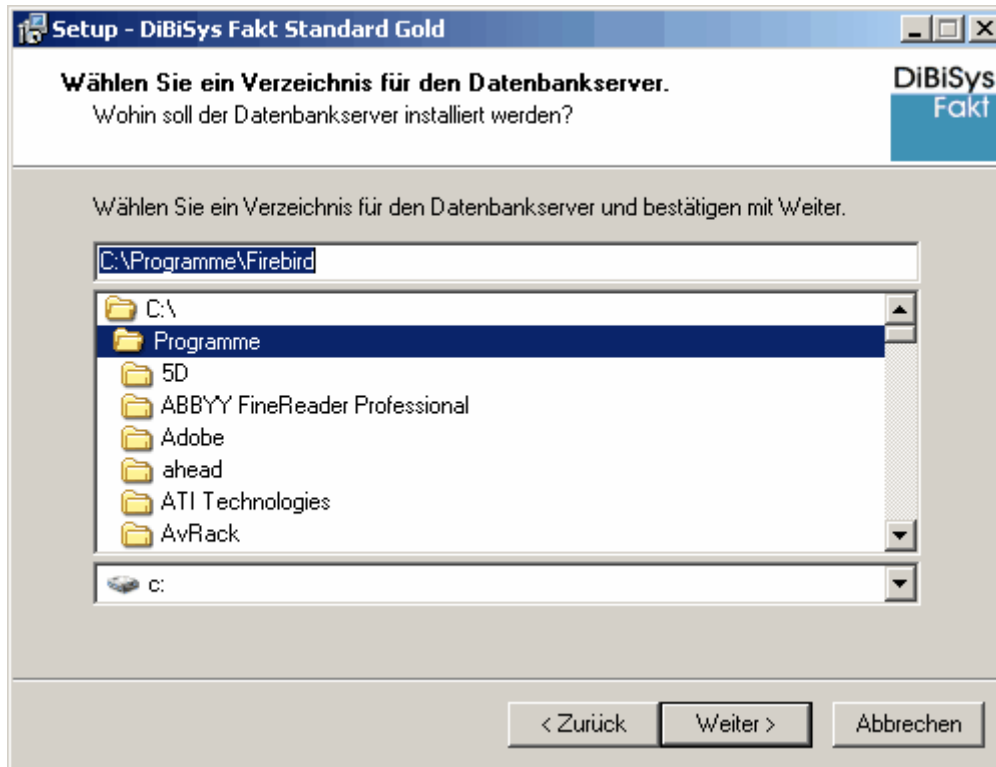 Setup - DiBiSys Fakt Standard Gold
Wählen Sie ein Verzeichnis für den Datenbankserver.
Wohin soll der Datenbankserver installiert werden?
DiBiSys
Fakt
Wählen Sie ein Verzeichnis für den Datenbankserver und bestätigen mit Weiter.
C:\Programme\Firebird
C:\
Programme
5D
ABBYY FineReader Professional
Adobe
ahead
ATI Technologies
AvRack
c:
< Zurück Weiter > Abbrechen